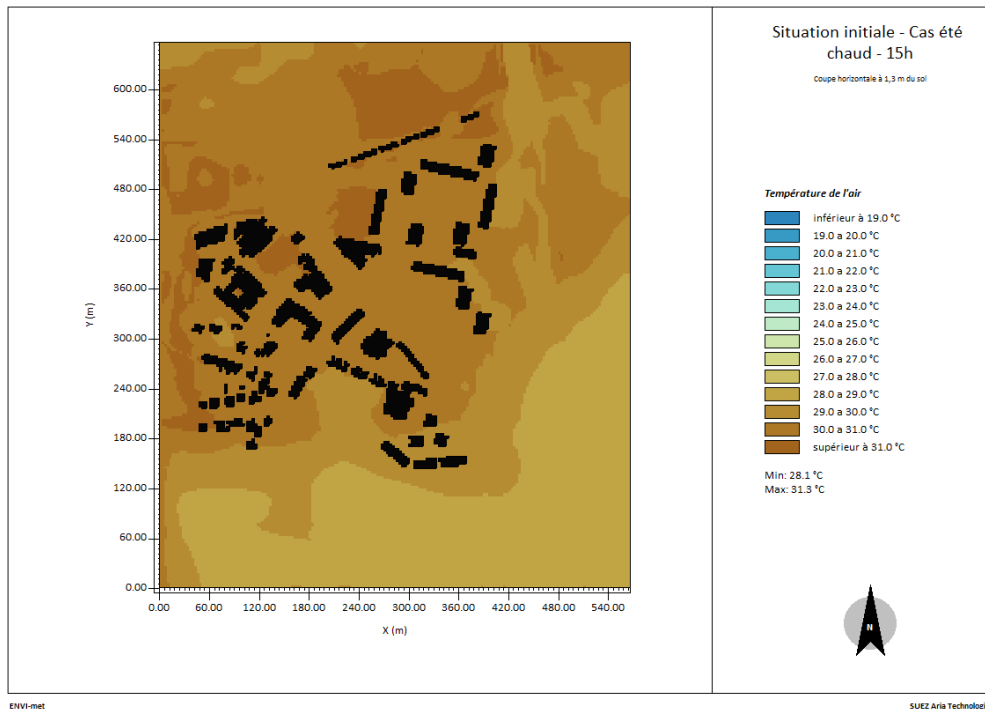 Situation initiale - Cas été
chaud - 15h
Coupe horizontale à 1,3 m du sol
600.00
540.00
480.00
420.00
360.00
300.00
240.00
180.00
120.00
60.00
0.00
Y (m)
0.00 60.00 120.00 180.00 240.00 300.00 360.00 420.00 480.00 540.00
X (m)
Température de l'air
inférieur à 19.0 °C
19.0 a 20.0 °C
20.0 a 21.0 °C
21.0 a 22.0 °C
22.0 a 23.0 °C
23.0 a 24.0 °C
24.0 a 25.0 °C
25.0 a 26.0 °C
26.0 a 27.0 °C
27.0 a 28.0 °C
28.0 a 29.0 °C
29.0 a 30.0 °C
30.0 a 31.0 °C
supérieur à 31.0 °C
Min: 28.1 °C
Max: 31.3 °C
N
ENVI-met
SUEZ Aria Technologi